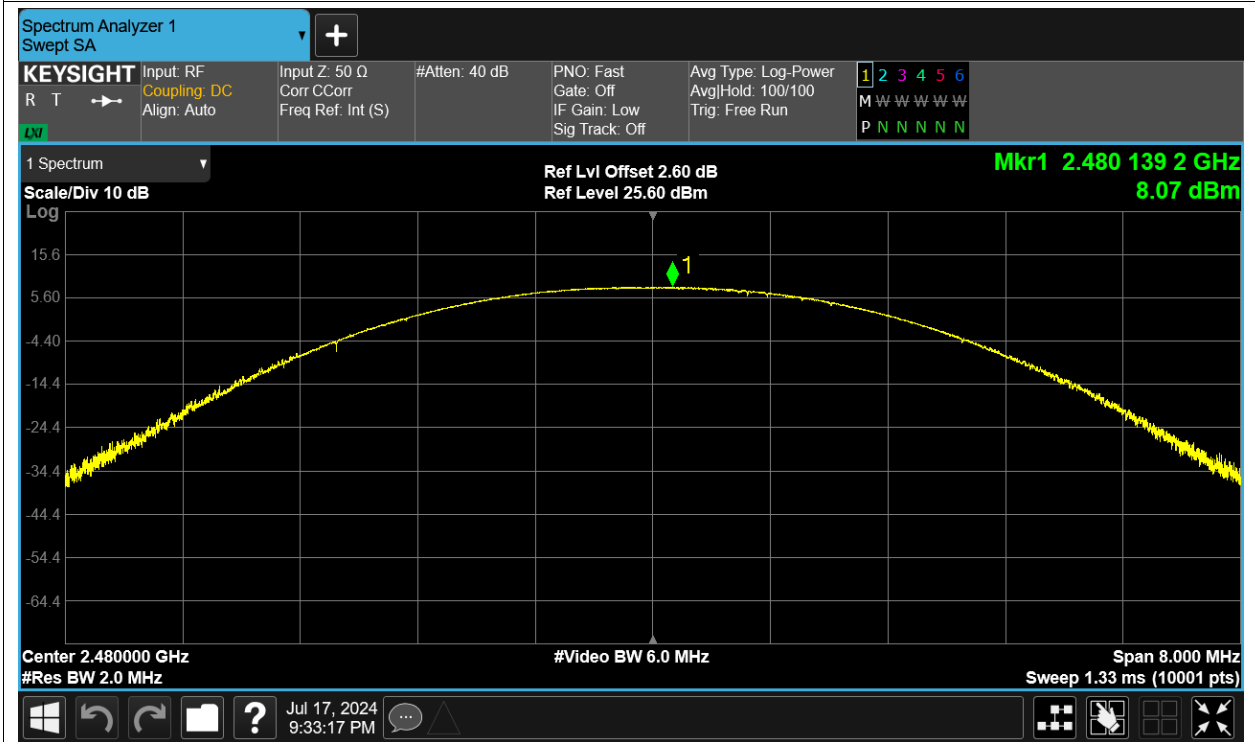 Spectrum Analyzer 1
Swept SA
KEYSIGHT
R T
LXI
Input: RF
Coupling: DC
Align: Auto
Input Z: 50 Ω
Corr CCorr
Freq Ref: Int (S)
#Atten: 40 dB
PNO: Fast
Gate: Off
IF Gain: Low
Sig Track: Off
Avg Type: Log-Power
Avg|Hold: 100/100
Trig: Free Run
1 2 3 4 5 6
M W W W W W
P N N N N N
1 Spectrum
Scale/Div 10 dB
Log
Ref Lvl Offset 2.60 dB
Ref Level 25.60 dBm
Mkr1 2.480 139 2 GHz
8.07 dBm
15.6
5.60
-4.40
-14.4
-24.4
-34.4
-44.4
-54.4
-64.4
1
Center 2.480000 GHz
#Res BW 2.0 MHz
#Video BW 6.0 MHz
Span 8.000 MHz
Sweep 1.33 ms (10001 pts)
?
Jul 17, 2024
9:33:17 PM